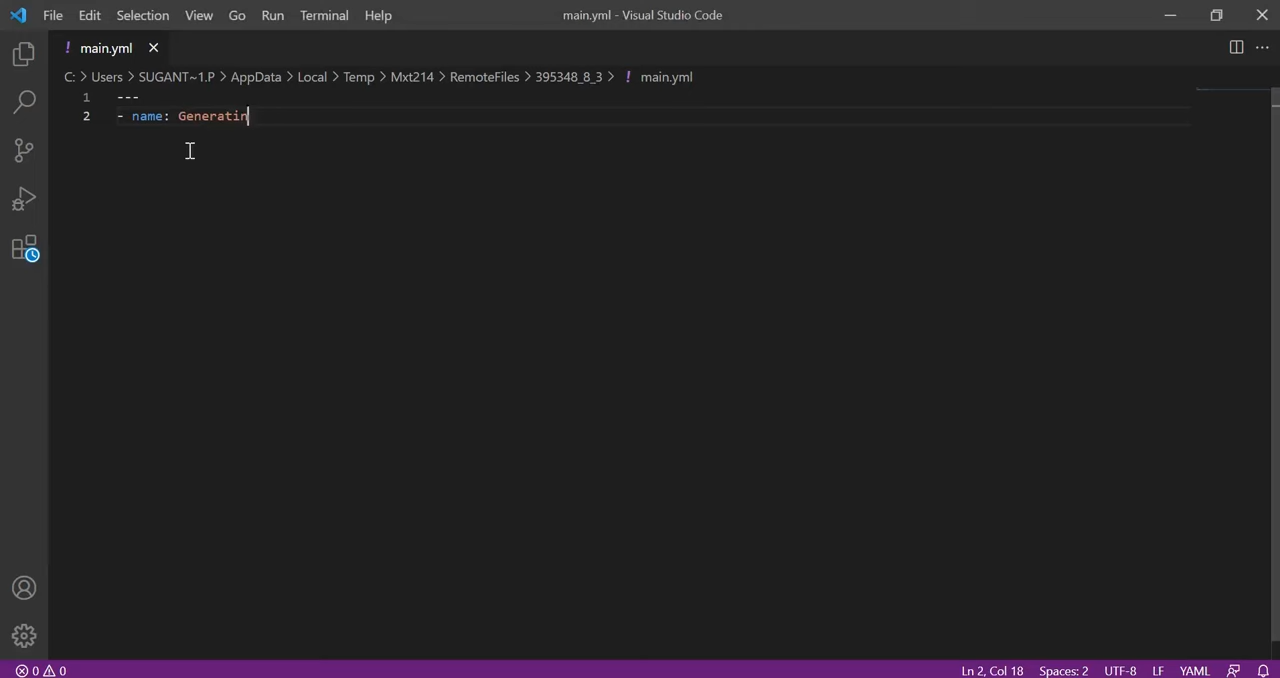 File Edit Selection View Go Run Terminal Help main.yml - Visual Studio Code
! main.yml
C: > Users > SUGANT~1.P > AppData > Local > Temp > Mxt214 > RemoteFiles > 395348_8_3 > ! main.yml
1 ---
2 - name: Generatin
0 0 Ln 2, Col 18 Spaces: 2 UTF-8 LF YAML